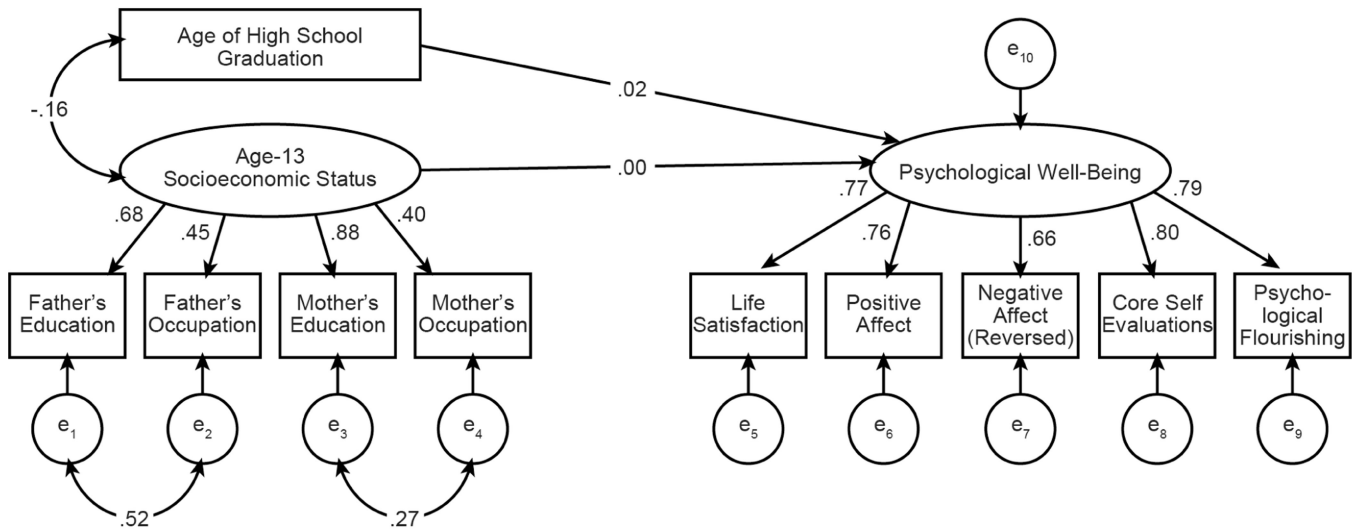 Age of High School
Graduation
e10
-.16
.02
Age-13
Socioeconomic Status
.00
Psychological Well-Being
.68
.45
.88
.40
.77
.76
.66
.80
.79
Father's
Education
Father's
Occupation
Mother's
Education
Mother's
Occupation
Life
Satisfaction
Positive
Affect
Negative
Affect
(Reversed)
Core Self
Evaluations
Psycho-
logical
Flourishing
e1
e2
e3
e4
e5
e6
e7
e8
e9
.52
.27